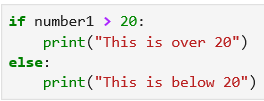 if number1 > 20:
    print("This is over 20")
else:
    print("This is below 20")